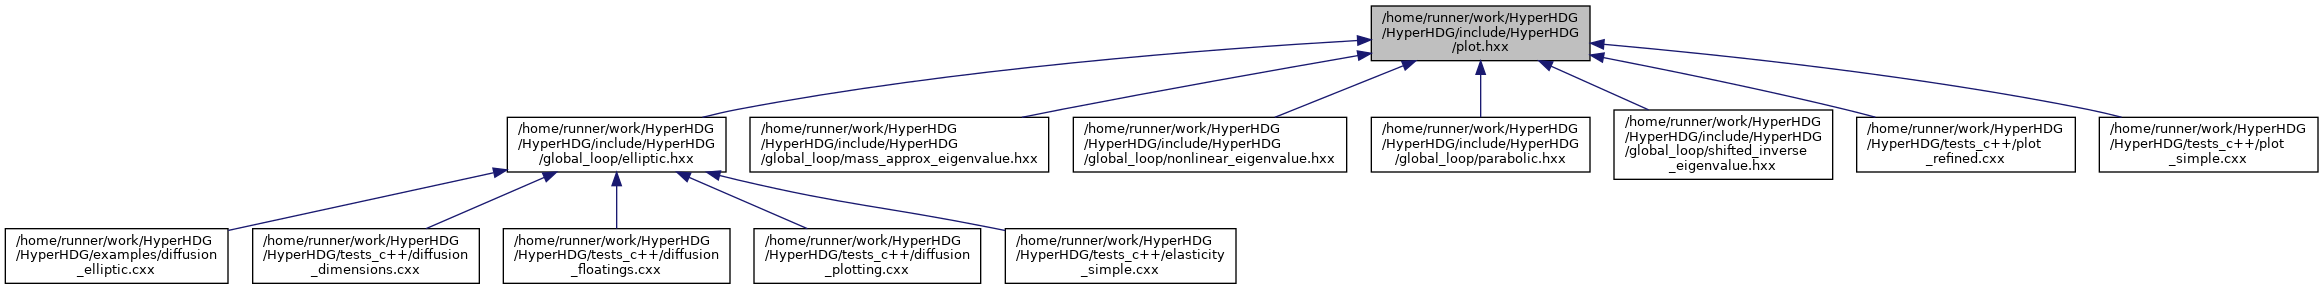 /home/runner/work/HyperHDG
/HyperHDG/include/HyperHDG
/plot.hxx
/home/runner/work/HyperHDG
/HyperHDG/include/HyperHDG
/global_loop/elliptic.hxx
/home/runner/work/HyperHDG
/HyperHDG/include/HyperHDG
/global_loop/mass_approx_eigenvalue.hxx
/home/runner/work/HyperHDG
/HyperHDG/include/HyperHDG
/global_loop/nonlinear_eigenvalue.hxx
/home/runner/work/HyperHDG
/HyperHDG/include/HyperHDG
/global_loop/parabolic.hxx
/home/runner/work/HyperHDG
/HyperHDG/include/HyperHDG
/global_loop/shifted_inverse
_eigenvalue.hxx
/home/runner/work/HyperHDG
/HyperHDG/tests_c++/plot
_refined.cxx
/home/runner/work/HyperHDG
/HyperHDG/tests_c++/plot
_simple.cxx
/home/runner/work/HyperHDG
/HyperHDG/examples/diffusion
_elliptic.cxx
/home/runner/work/HyperHDG
/HyperHDG/tests_c++/diffusion
_dimensions.cxx
/home/runner/work/HyperHDG
/HyperHDG/tests_c++/diffusion
_floatings.cxx
/home/runner/work/HyperHDG
/HyperHDG/tests_c++/diffusion
_plotting.cxx
/home/runner/work/HyperHDG
/HyperHDG/tests_c++/elasticity
_simple.cxx